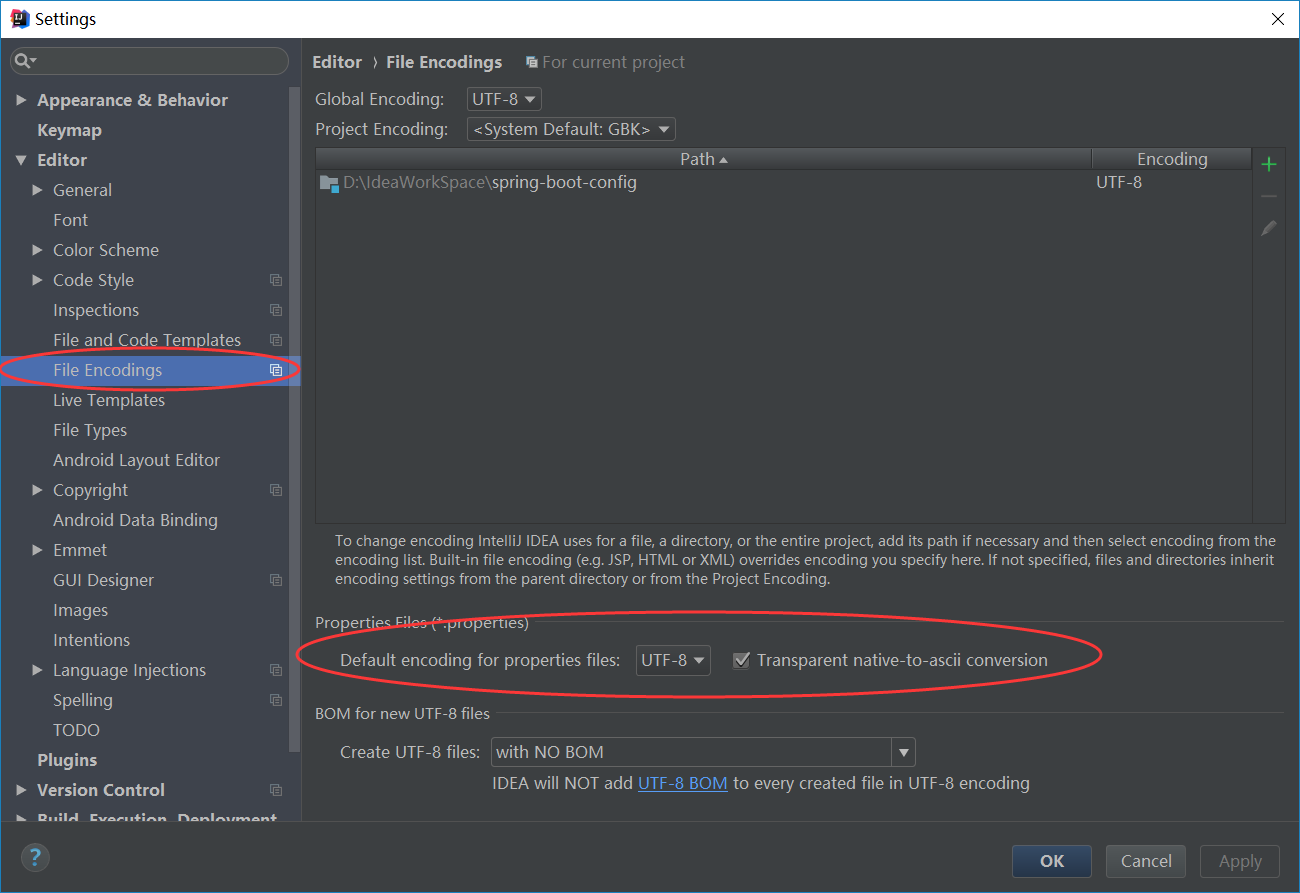 Settings
Editor › File Encodings For current project
Appearance & Behavior
Keymap
Editor
General
Font
Color Scheme
Code Style
Inspections
File and Code Templates
File Encodings
Live Templates
File Types
Android Layout Editor
Copyright
Android Data Binding
Emmet
GUI Designer
Images
Intentions
Language Injections
Spelling
TODO
Plugins
Version Control
Build, Execution, Deployment
Global Encoding: UTF-8
Project Encoding: <System Default: GBK>
Path Encoding
D:\IdeaWorkSpace\spring-boot-config UTF-8
To change encoding IntelliJ IDEA uses for a file, a directory, or the entire project, add its path if necessary and then select encoding from the
encoding list. Built-in file encoding (e.g. JSP, HTML or XML) overrides encoding you specify here. If not specified, files and directories inherit
encoding settings from the parent directory or from the Project Encoding.
Properties Files (*.properties)
Default encoding for properties files: UTF-8 Transparent native-to-ascii conversion
BOM for new UTF-8 files
Create UTF-8 files: with NO BOM
IDEA will NOT add UTF-8 BOM to every created file in UTF-8 encoding
? OK Cancel Apply